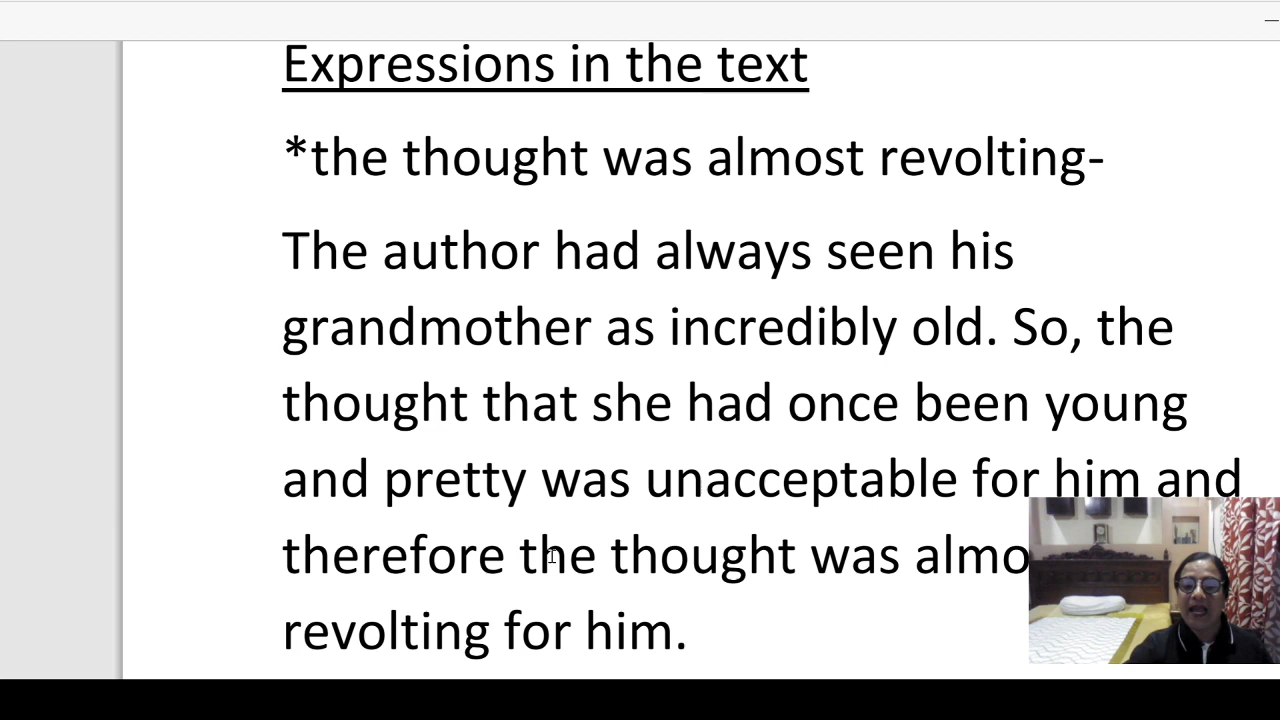 Expressions in the text
*the thought was almost revolting-
The author had always seen his
grandmother as incredibly old. So, the
thought that she had once been young
and pretty was unacceptable for him and
therefore the thought was almo
revolting for him.